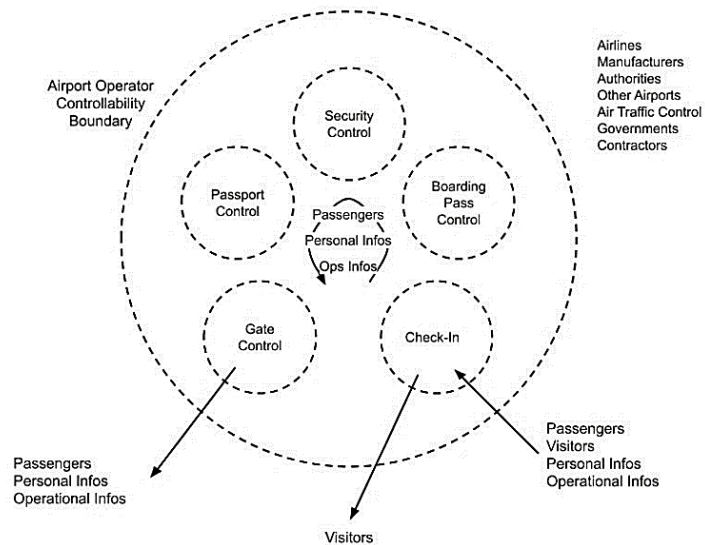 Airport Operator
Controllability
Boundary
Airlines
Manufacturers
Authorities
Other Airports
Air Traffic Control
Governments
Contractors
Security
Control
Passport
Control
Boarding
Pass
Control
Passengers
Personal Infos
Ops Infos
Gate
Control
Check-In
Passengers
Personal Infos
Operational Infos
Passengers
Visitors
Personal Infos
Operational Infos
Visitors